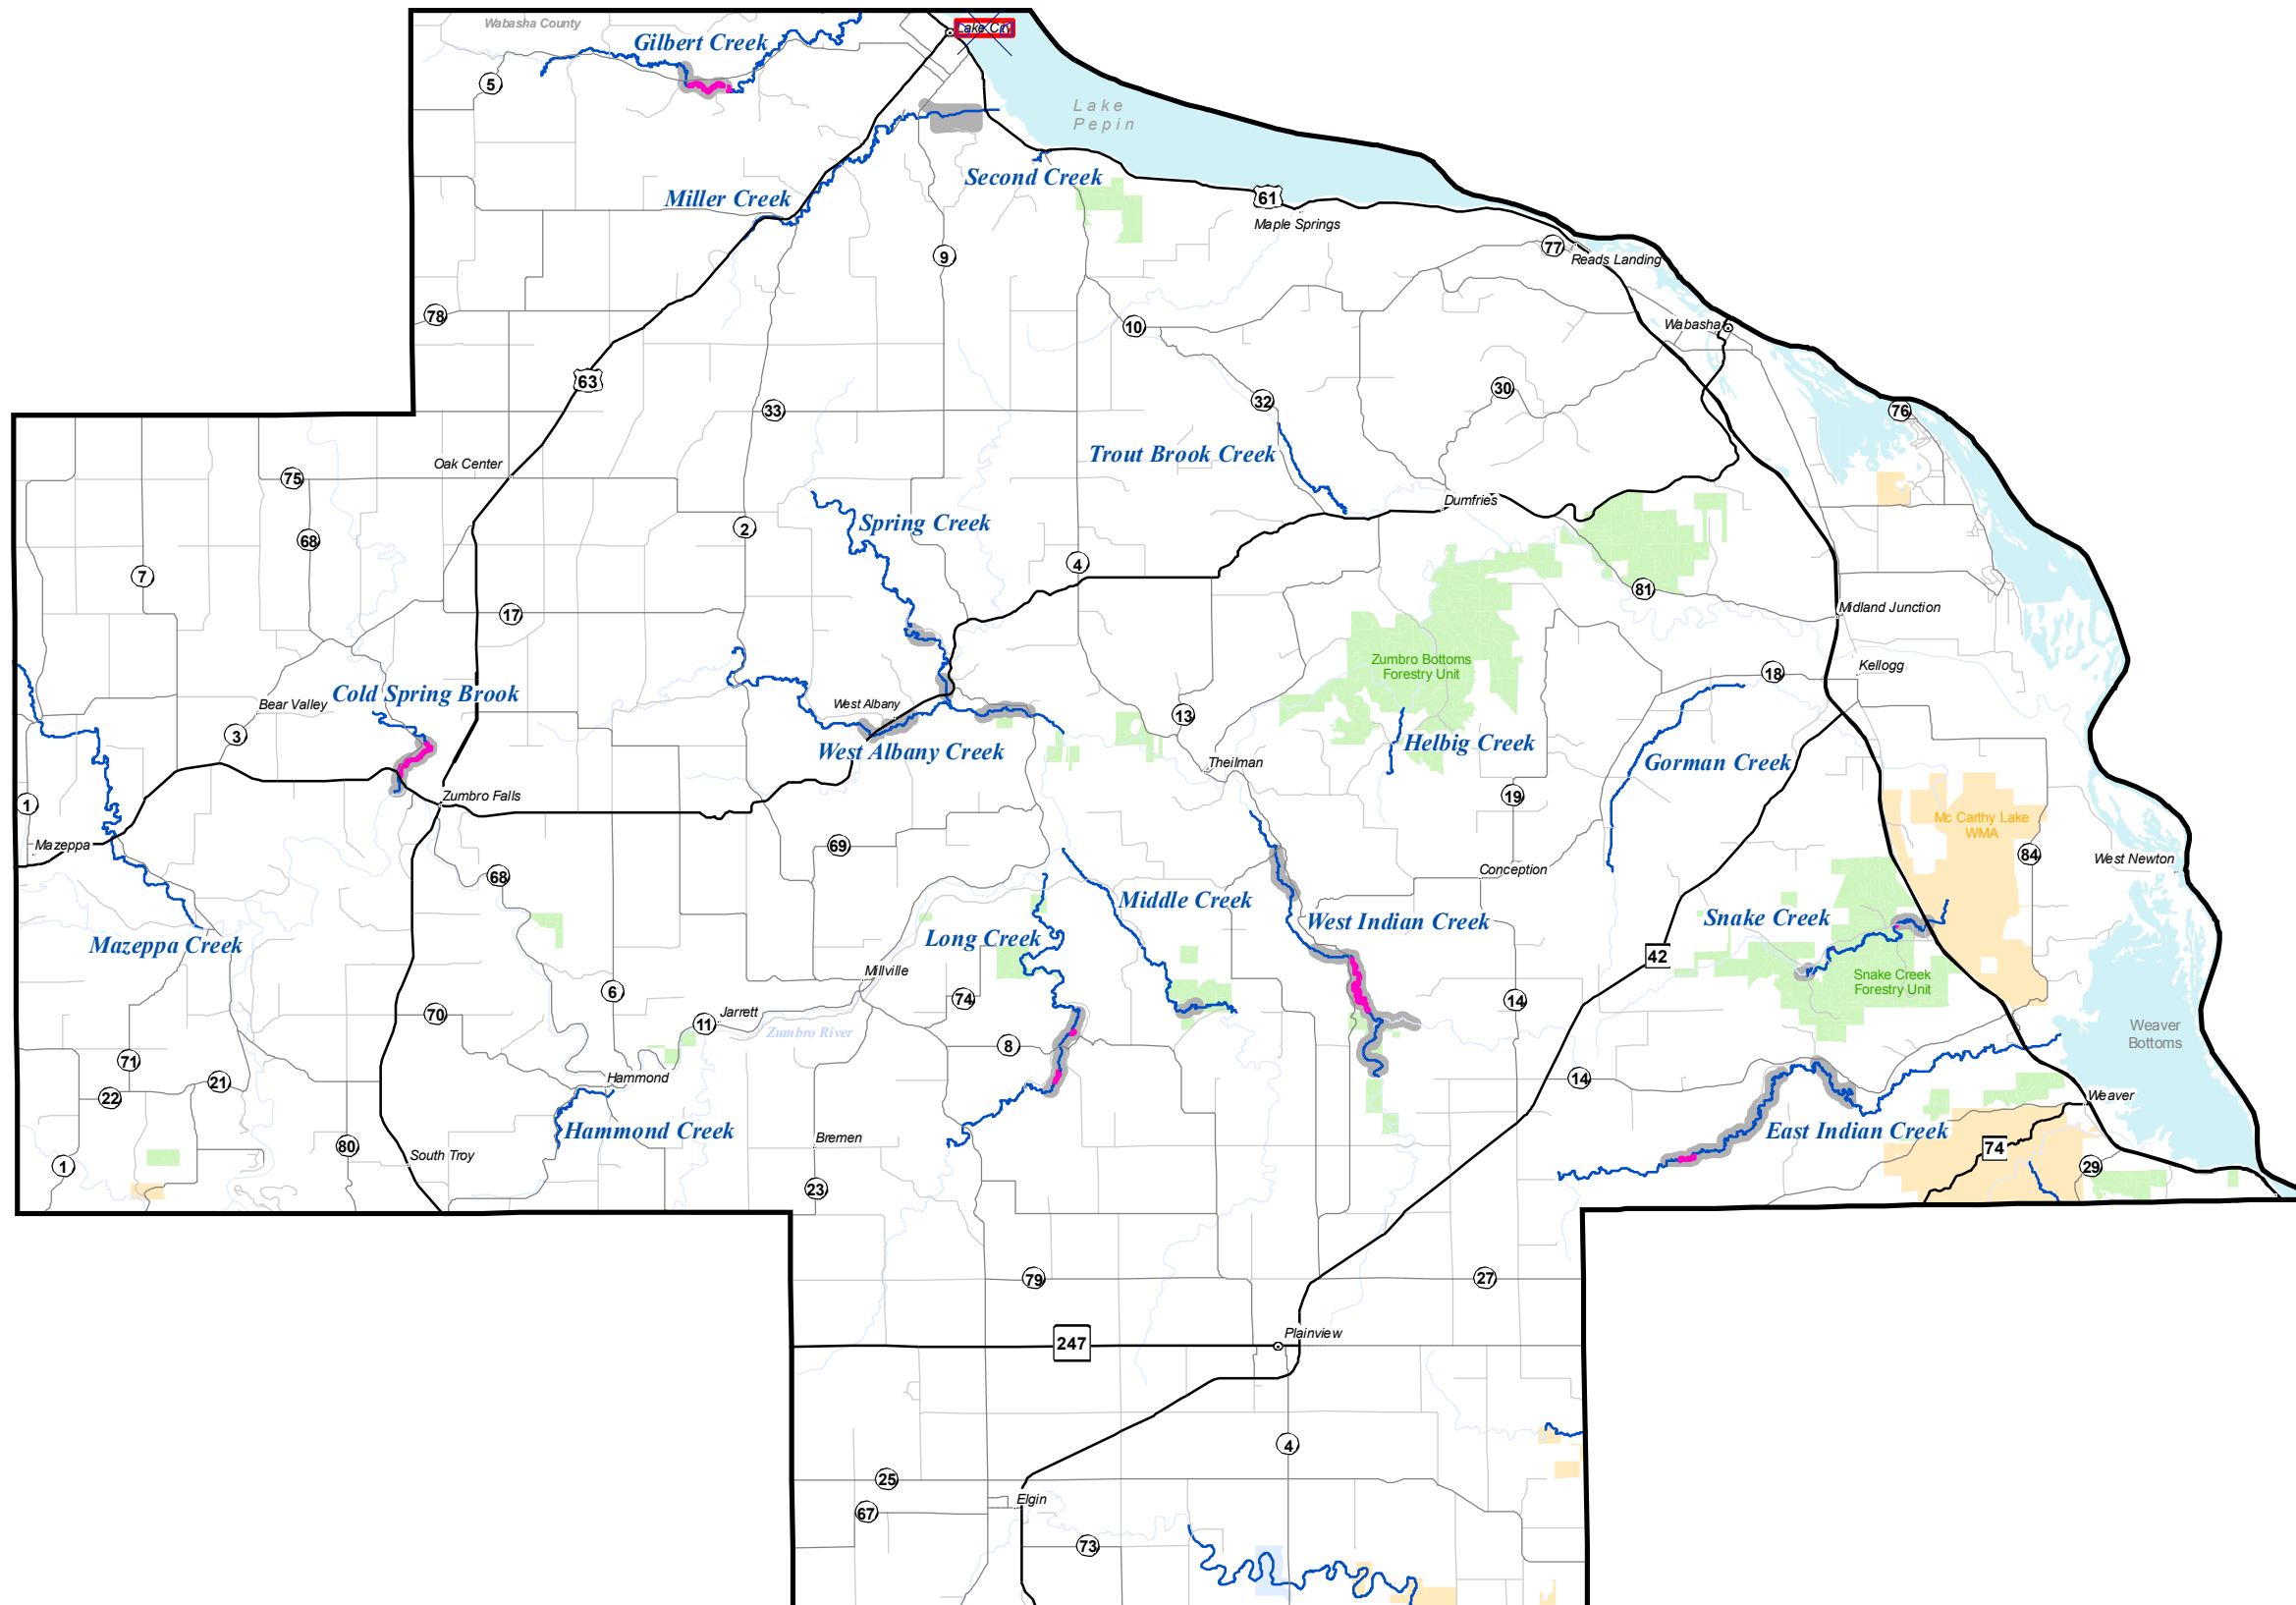 Wabasha County
Lake City
Gilbert Creek
5
Lake
Pepin
Second Creek
Miller Creek
61
Maple Springs
77
Reads Landing
9
78
10
Wabasha
63
30
32
33
76
Trout Brook Creek
Oak Center
75
Dumfries
Spring Creek
2
68
4
7
81
17
Midland Junction
Zumbro Bottoms
Forestry Unit
Kellogg
18
Cold Spring Brook
Bear Valley
West Albany
13
3
West Albany Creek
Helbig Creek
Gorman Creek
Theilman
Zumbro Falls
19
1
Mc Carthy Lake
WMA
Mazeppa
69
84
West Newton
68
Conception
Middle Creek
West Indian Creek
Snake Creek
Long Creek
Mazeppa Creek
42
Millville
Snake Creek
Forestry Unit
6
74
14
70
Jarrett
11
Zumbro River
Weaver
Bottoms
8
71
Hammond
14
21
22
Weaver
Hammond Creek
East Indian Creek
Bremen
80
74
South Troy
1
29
23
79
27
Plainview
247
4
25
Elgin
67
73